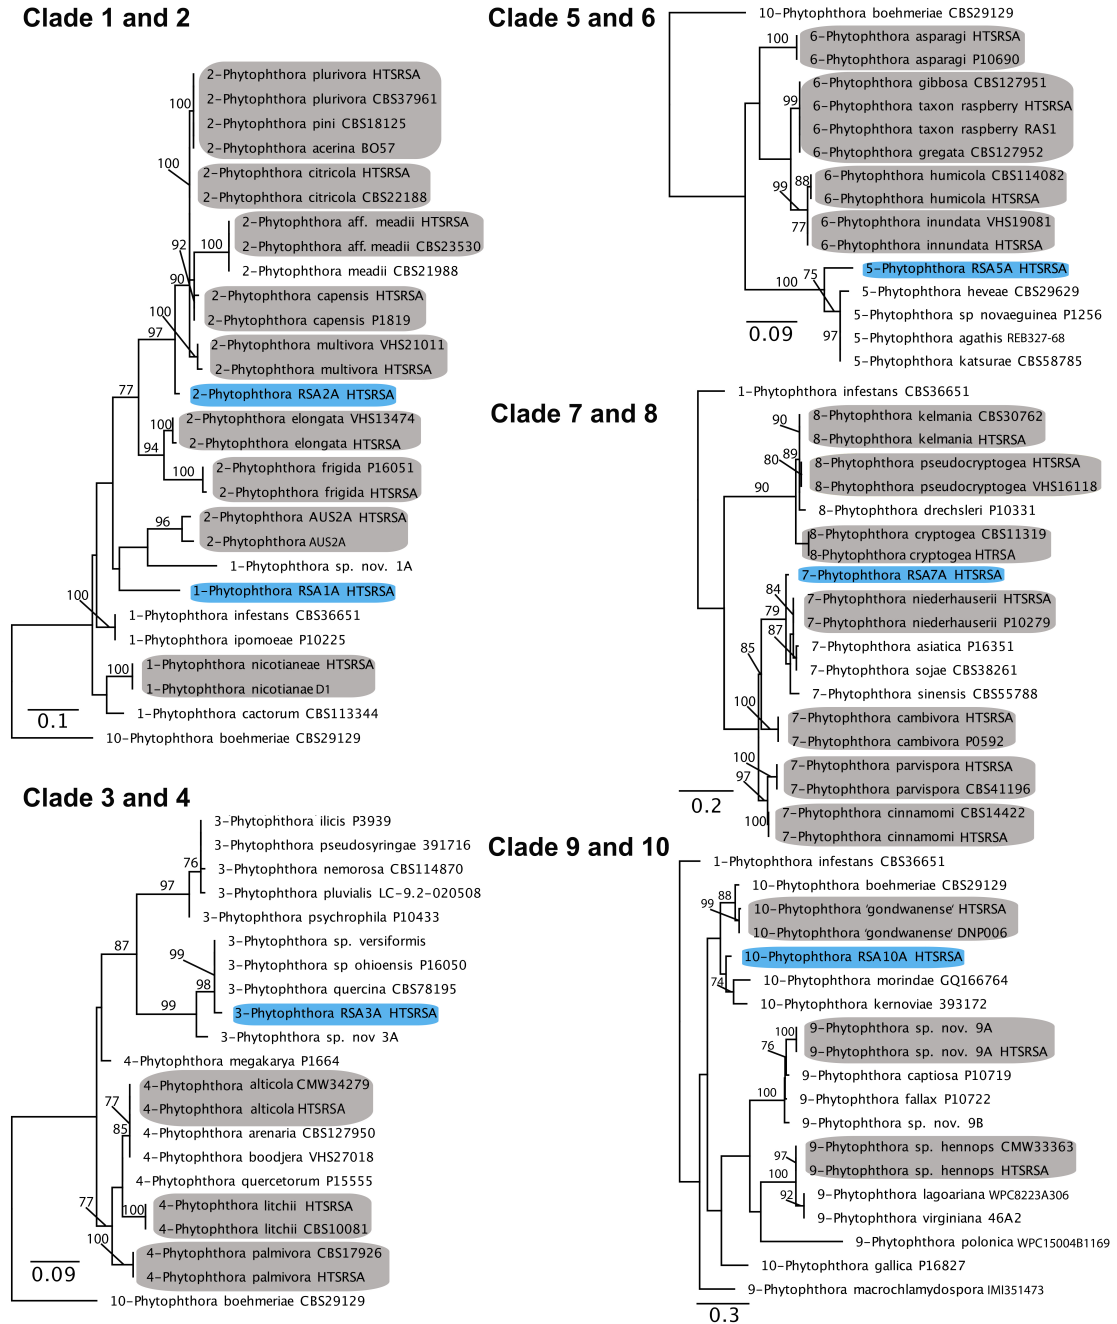 Clade 1 and 2
2-Phytophthora plurivora HTSRSA
100
2-Phytophthora plurivora CBS37961
2-Phytophthora pini CBS18125
2-Phytophthora acerina BO57
100
2-Phytophthora citricola HTSRSA
2-Phytophthora citricola CBS22188
2-Phytophthora aff. meadii HTSRSA
92
100
2-Phytophthora aff. meadii CBS23530
2-Phytophthora meadii CBS21988
90
2-Phytophthora capensis HTSRSA
100
2-Phytophthora capensis P1819
97
2-Phytophthora multivora VHS21011
2-Phytophthora multivora HTSRSA
77
2-Phytophthora RSA2A HTSRSA
2-Phytophthora elongata VHS13474
100
2-Phytophthora elongata HTSRSA
94
2-Phytophthora frigida P16051
100
2-Phytophthora frigida HTSRSA
2-Phytophthora AUS2A HTSRSA
96
2-Phytophthora AUS2A
1-Phytophthora sp. nov. 1A
1-Phytophthora RSA1A HTSRSA
100
1-Phytophthora infestans CBS36651
1-Phytophthora ipomoeae P10225
1-Phytophthora nicotianeae HTSRSA
100
1-Phytophthora nicotianae D1
1-Phytophthora cactorum CBS113344
0.1
10-Phytophthora boehmeriae CBS29129
Clade 3 and 4
3-Phytophthora ilicis P3939
3-Phytophthora pseudosyringae 391716
76
3-Phytophthora nemorosa CBS114870
97
3-Phytophthora pluvialis LC-9.2-020508
3-Phytophthora psychrophila P10433
87
3-Phytophthora sp. versiformis
99
3-Phytophthora sp ohioensis P16050
98
3-Phytophthora quercina CBS78195
99
3-Phytophthora RSA3A HTSRSA
3-Phytophthora sp. nov 3A
4-Phytophthora megakarya P1664
4-Phytophthora alticola CMW34279
77
4-Phytophthora alticola HTSRSA
85
4-Phytophthora arenaria CBS127950
4-Phytophthora boodjera VHS27018
4-Phytophthora quercetorum P15555
77
4-Phytophthora litchii HTSRSA
100
4-Phytophthora litchii CBS10081
100
4-Phytophthora palmivora CBS17926
4-Phytophthora palmivora HTSRSA
0.09
10-Phytophthora boehmeriae CBS29129
Clade 5 and 6
10-Phytophthora boehmeriae CBS29129
100
6-Phytophthora asparagi HTSRSA
6-Phytophthora asparagi P10690
6-Phytophthora gibbosa CBS127951
99
6-Phytophthora taxon raspberry HTSRSA
6-Phytophthora taxon raspberry RAS1
6-Phytophthora gregata CBS127952
6-Phytophthora humicola CBS114082
99
88
6-Phytophthora humicola HTSRSA
77
6-Phytophthora inundata VHS19081
6-Phytophthora innundata HTSRSA
5-Phytophthora RSA5A HTSRSA
100
75
5-Phytophthora heveae CBS29629
5-Phytophthora sp novaeguinea P1256
0.09
97
5-Phytophthora agathis REB327-68
5-Phytophthora katsurae CBS58785
Clade 7 and 8
1-Phytophthora infestans CBS36651
90
8-Phytophthora kelmania CBS30762
8-Phytophthora kelmania HTSRSA
89
80
8-Phytophthora pseudocryptogea HTSRSA
90
8-Phytophthora pseudocryptogea VHS16118
8-Phytophthora drechsleri P10331
8-Phytophthora cryptogea CBS11319
8-Phytophthora cryptogea HTRSA
7-Phytophthora RSA7A HTSRSA
84
7-Phytophthora niederhauserii HTSRSA
79
7-Phytophthora niederhauserii P10279
87
7-Phytophthora asiatica P16351
85
7-Phytophthora sojae CBS38261
7-Phytophthora sinensis CBS55788
100
7-Phytophthora cambivora HTSRSA
7-Phytophthora cambivora P0592
100
7-Phytophthora parvispora HTSRSA
97
7-Phytophthora parvispora CBS41196
0.2
100
7-Phytophthora cinnamomi CBS14422
7-Phytophthora cinnamomi HTSRSA
Clade 9 and 10
1-Phytophthora infestans CBS36651
10-Phytophthora boehmeriae CBS29129
88
99
10-Phytophthora 'gondwanense' HTSRSA
10-Phytophthora 'gondwanense' DNP006
10-Phytophthora RSA10A HTSRSA
74
10-Phytophthora morindae GQ166764
10-Phytophthora kernoviae 393172
100
9-Phytophthora sp. nov. 9A
76
9-Phytophthora sp. nov. 9A HTSRSA
9-Phytophthora captiosa P10719
100
9-Phytophthora fallax P10722
9-Phytophthora sp. nov. 9B
97
9-Phytophthora sp. hennops CMW33363
100
9-Phytophthora sp. hennops HTSRSA
92
9-Phytophthora lagoariana WPC8223A306
9-Phytophthora virginiana 46A2
9-Phytophthora polonica WPC15004B1169
10-Phytophthora gallica P16827
9-Phytophthora macrochlamydospora IMI351473
0.3